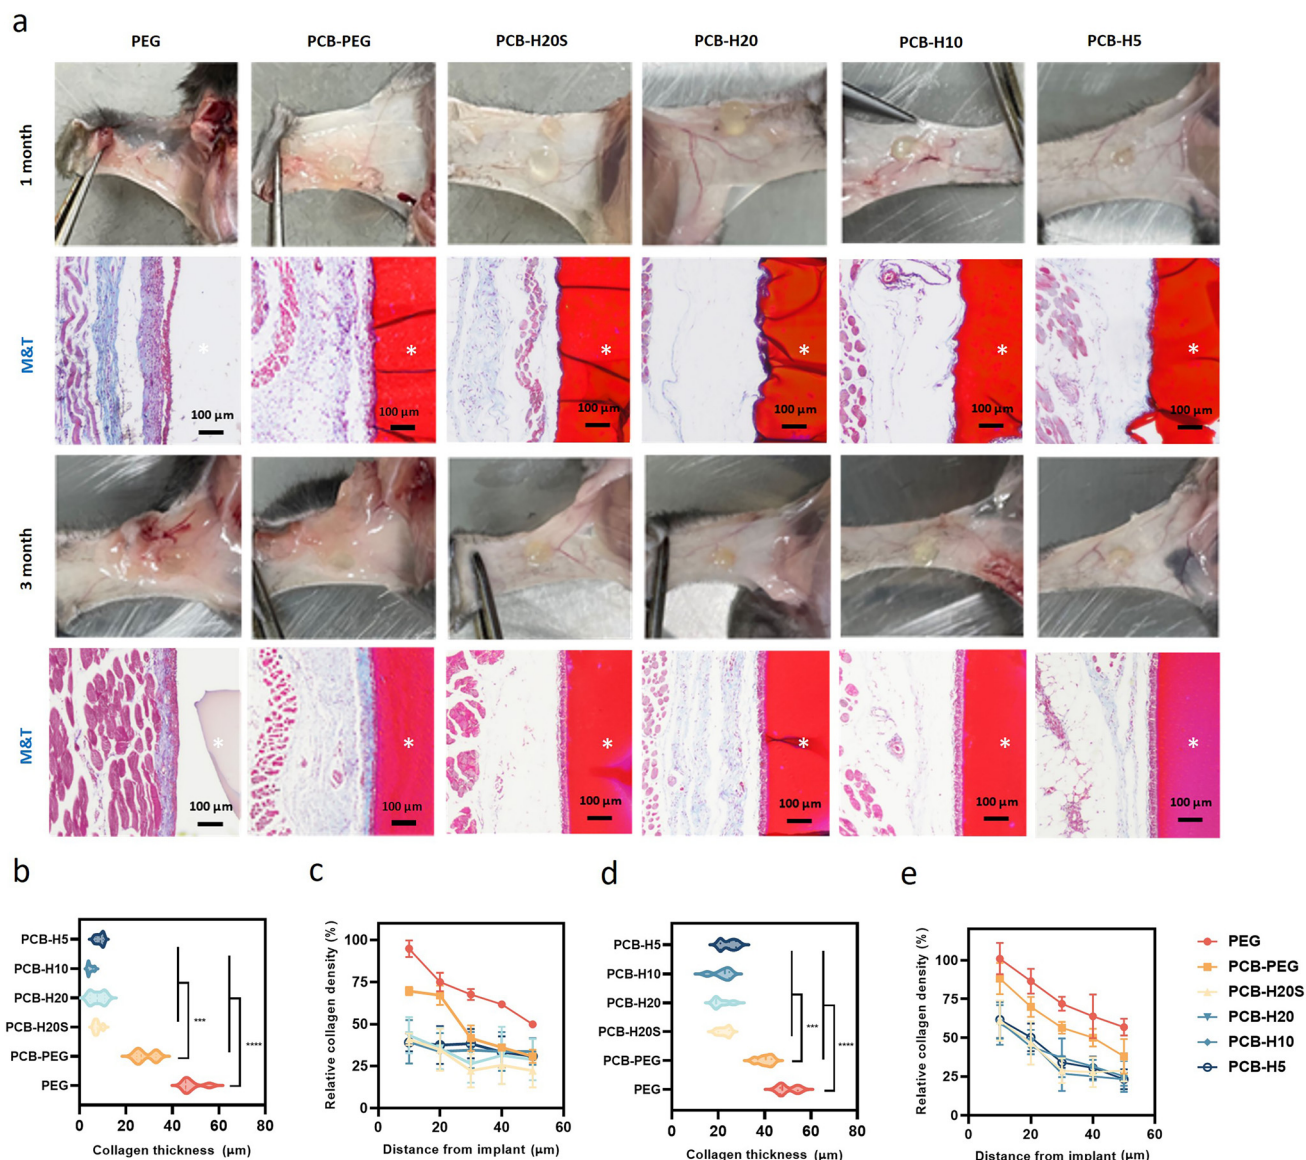 a
PEG
PCB-PEG
PCB-H20S
PCB-H20
PCB-H10
PCB-H5
1 month
M&T
*
*
*
*
*
*
100 µm
100 µm
100 µm
100 µm
100 µm
100 µm
3 month
M&T
*
*
*
*
*
*
100 µm
100 µm
100 µm
100 µm
100 µm
100 µm
b
PCB-H5
PCB-H10
PCB-H20
PCB-H20S
PCB-PEG
PEG
***
****
0
20
40
60
80
Collagen thickness (µm)
c
Relative collagen density (%)
100
75
50
25
0
0
20
40
60
Distance from implant (µm)
d
PCB-H5
PCB-H10
PCB-H20
PCB-H20S
PCB-PEG
PEG
***
****
0
20
40
60
80
Collagen thickness (µm)
e
Relative collagen density (%)
100
75
50
25
0
0
20
40
60
Distance from implant (µm)
PEG
PCB-PEG
PCB-H20S
PCB-H20
PCB-H10
PCB-H5